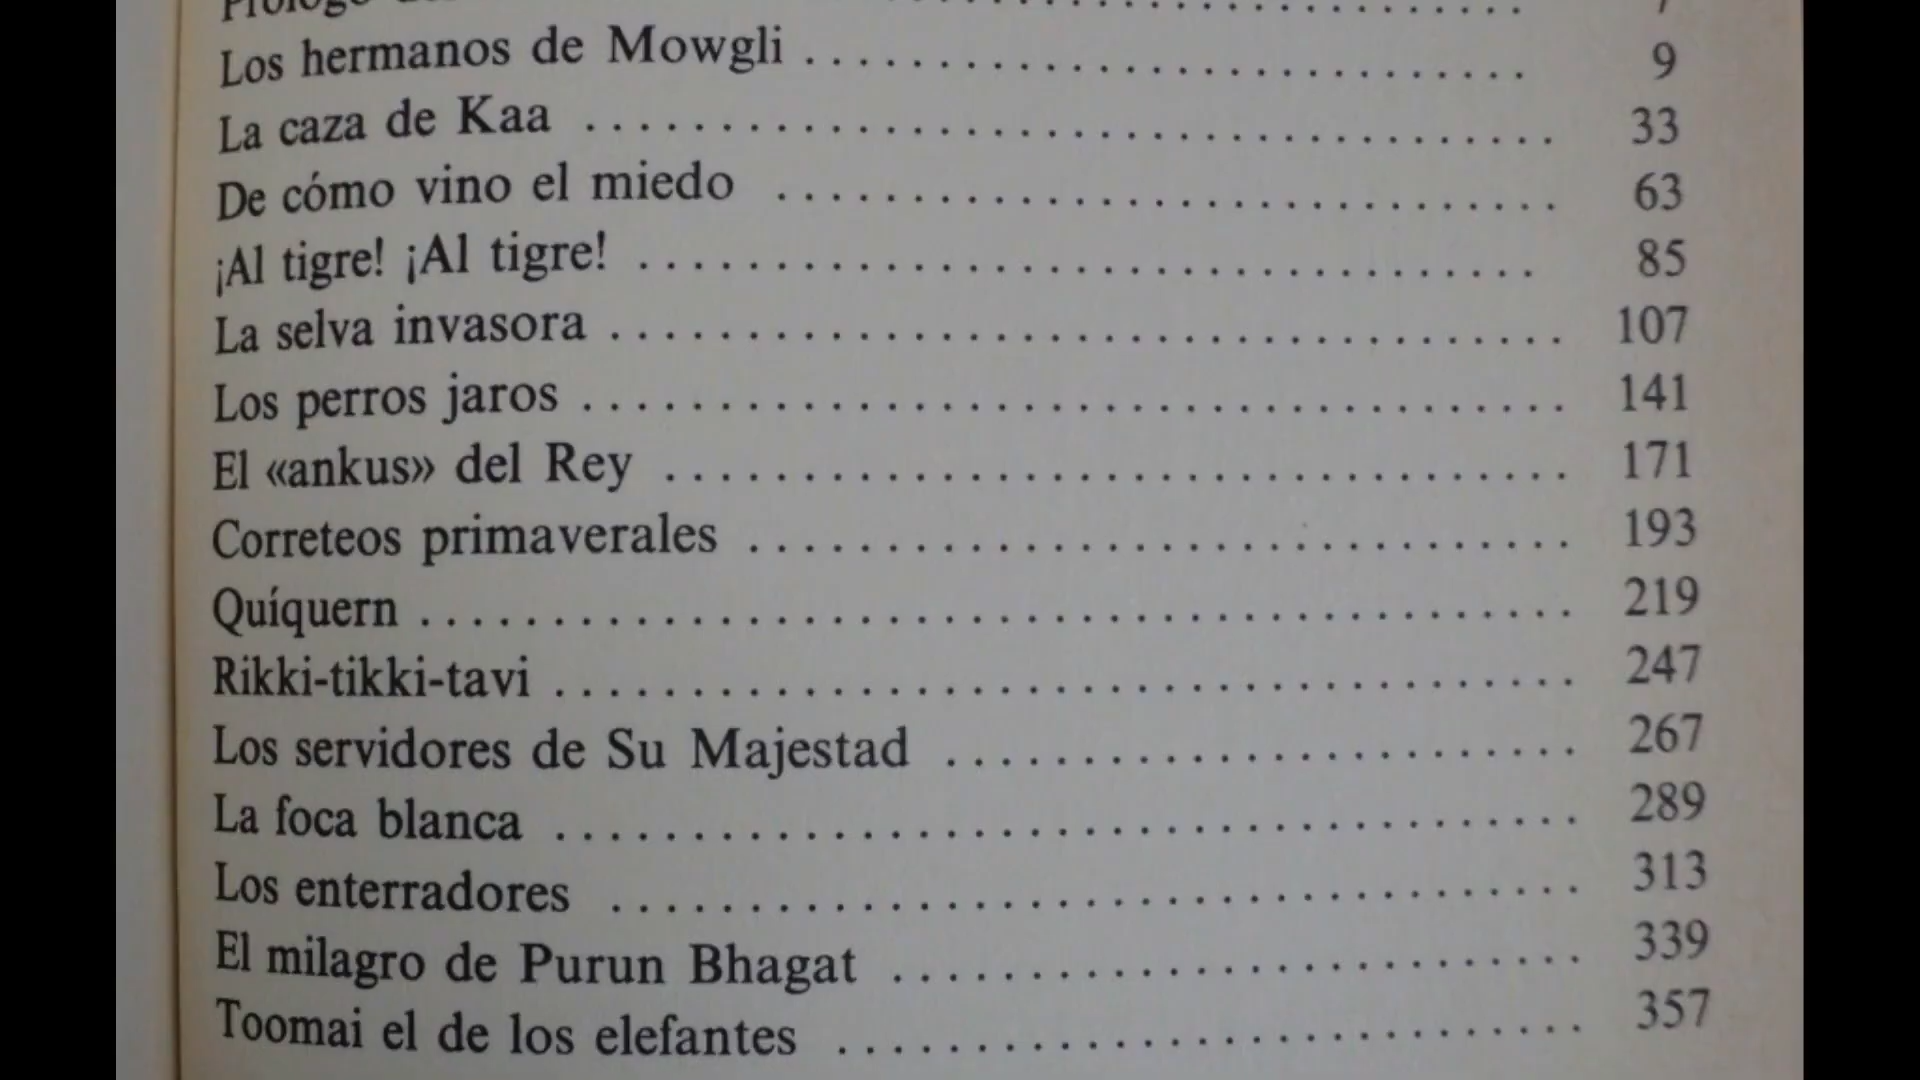 Prólogo . . . . . . . . . . . . . . . . . . . . . . . 7
Los hermanos de Mowgli . . . . . . . . . . . . . . . . . . . . . . . . . . . 9
La caza de Kaa . . . . . . . . . . . . . . . . . . . . . . . . . . . . . . . . . . . . 33
De cómo vino el miedo . . . . . . . . . . . . . . . . . . . . . . . . . . . . . 63
¡Al tigre! ¡Al tigre! . . . . . . . . . . . . . . . . . . . . . . . . . . . . . . . . . 85
La selva invasora . . . . . . . . . . . . . . . . . . . . . . . . . . . . . . . . . . . 107
Los perros jaros . . . . . . . . . . . . . . . . . . . . . . . . . . . . . . . . . . . . 141
El «ankus» del Rey . . . . . . . . . . . . . . . . . . . . . . . . . . . . . . . . . 171
Correteos primaverales . . . . . . . . . . . . . . . . . . . . . . . . . . . . . . 193
Quíquern . . . . . . . . . . . . . . . . . . . . . . . . . . . . . . . . . . . . . . . . . . 219
Rikki-tikki-tavi . . . . . . . . . . . . . . . . . . . . . . . . . . . . . . . . . . . . . 247
Los servidores de Su Majestad . . . . . . . . . . . . . . . . . . . . . . . 267
La foca blanca . . . . . . . . . . . . . . . . . . . . . . . . . . . . . . . . . . . . . 289
Los enterradores . . . . . . . . . . . . . . . . . . . . . . . . . . . . . . . . . . . 313
El milagro de Purun Bhagat . . . . . . . . . . . . . . . . . . . . . . . . . 339
Toomai el de los elefantes . . . . . . . . . . . . . . . . . . . . . . . . . . . 357